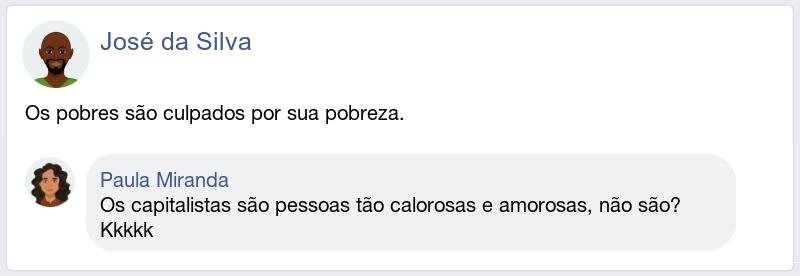 José da Silva
Os pobres são culpados por sua pobreza.
Paula Miranda
Os capitalistas são pessoas tão calorosas e amorosas, não são?
Kkkkk